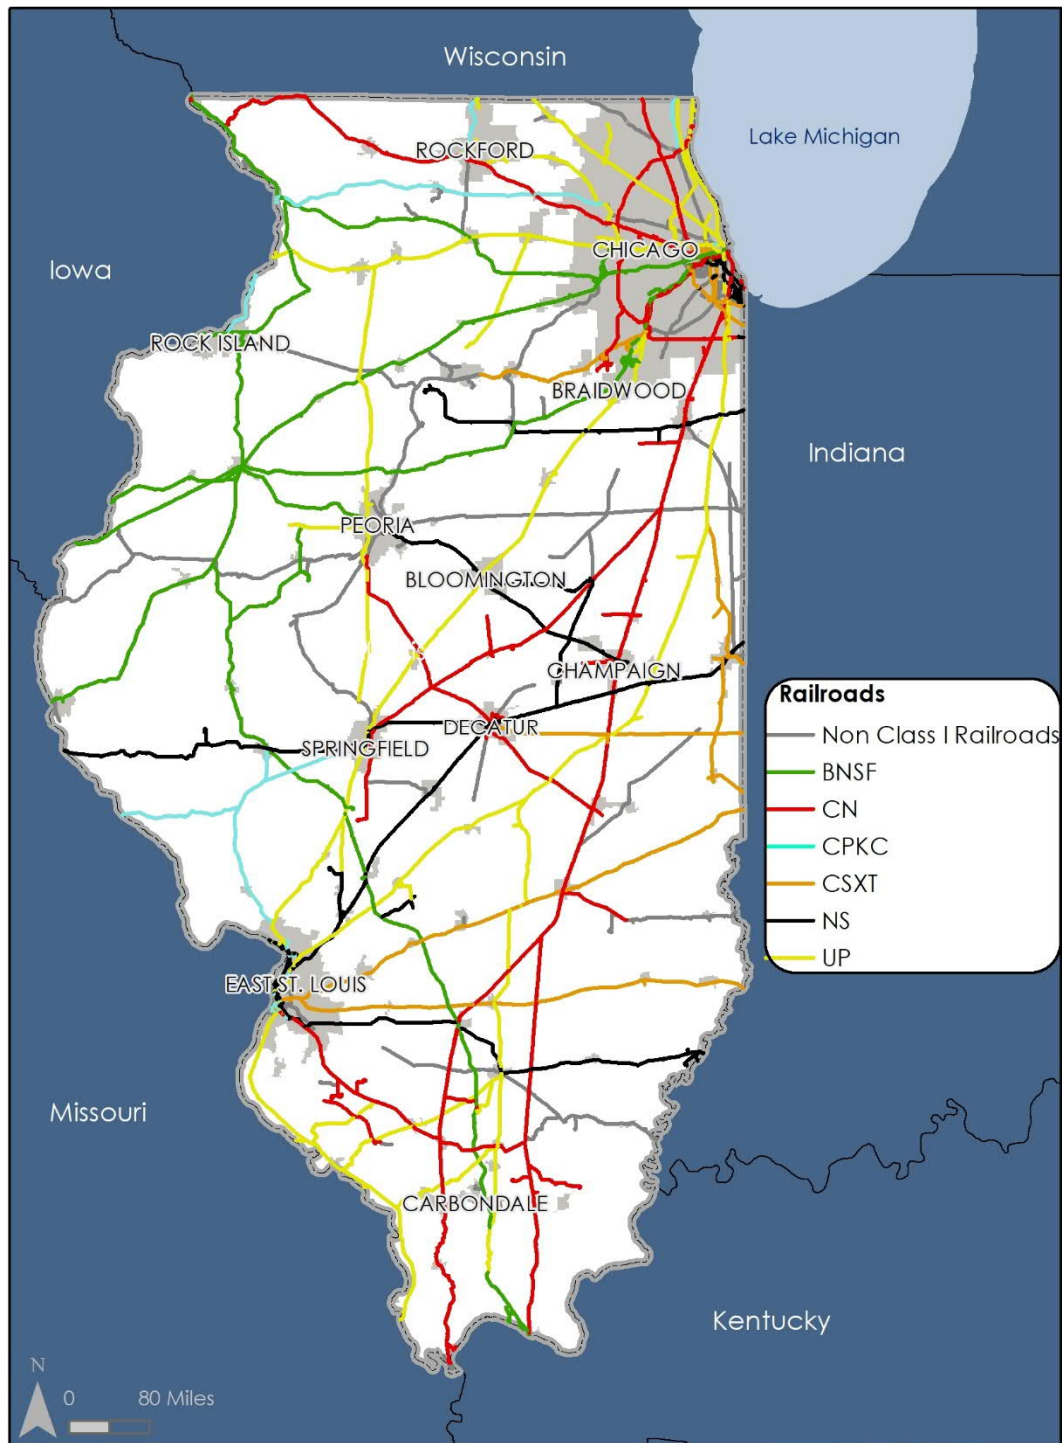 Wisconsin
Lake Michigan
ROCKFORD
CHICAGO
Iowa
ROCK ISLAND
BRAIDWOOD
Indiana
PEORIA
BLOOMINGTON
CHAMPAIGN
DECATUR
SPRINGFIELD
Railroads
Non Class I Railroads
BNSF
CN
CPKC
CSXT
NS
UP
EAST ST. LOUIS
Missouri
CARBONDALE
Kentucky
N
0 80 Miles